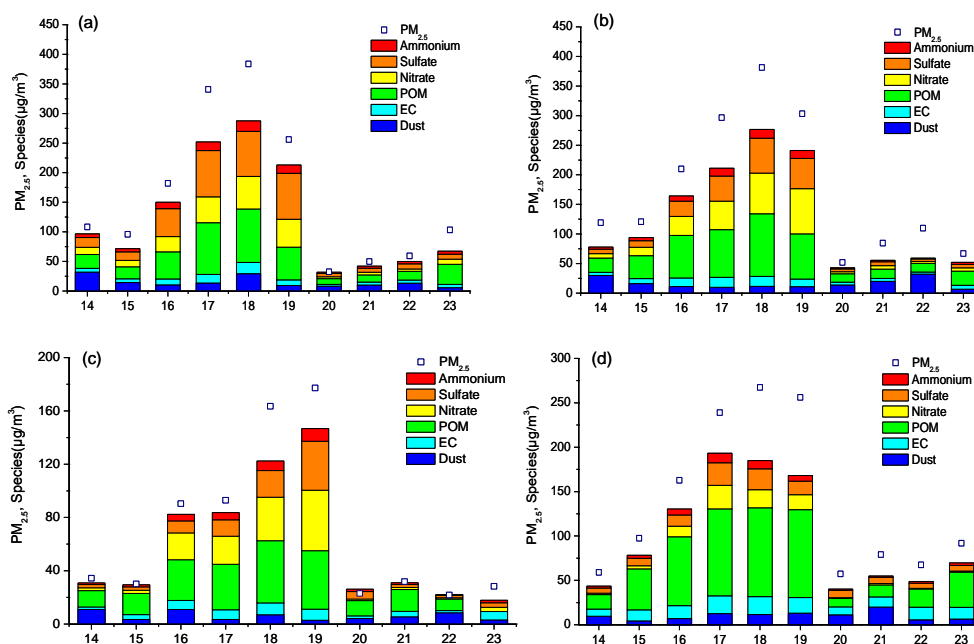 (a)
PM2.5, Species(μg/m³)
450
400
350
300
250
200
150
100
50
0
14 15 16 17 18 19 20 21 22 23
PM2.5
Ammonium
Sulfate
Nitrate
POM
EC
Dust
(b)
PM2.5, Species(μg/m³)
450
400
350
300
250
200
150
100
50
0
14 15 16 17 18 19 20 21 22 23
PM2.5
Ammonium
Sulfate
Nitrate
POM
EC
Dust
(c)
PM2.5, Species(μg/m³)
200
160
120
80
40
0
14 15 16 17 18 19 20 21 22 23
PM2.5
Ammonium
Sulfate
Nitrate
POM
EC
Dust
(d)
PM2.5, Species(μg/m³)
300
250
200
150
100
50
0
14 15 16 17 18 19 20 21 22 23
PM2.5
Ammonium
Sulfate
Nitrate
POM
EC
Dust